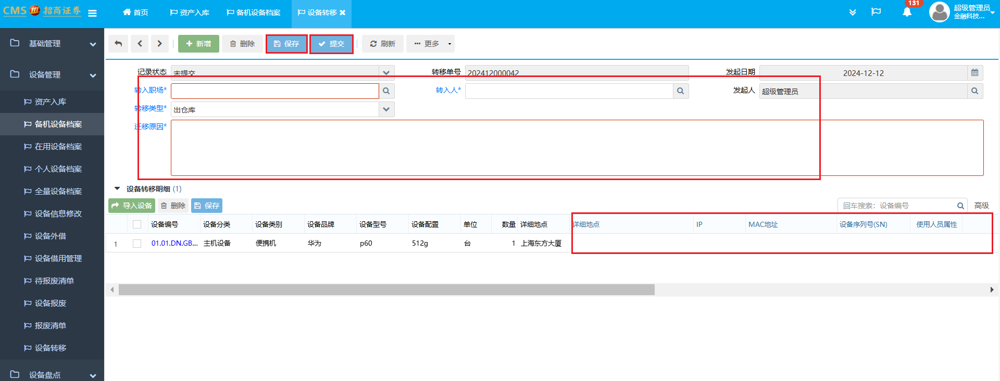 CMS 招商证券
首页 资产入库 备机设备档案 设备转移
131
超级管理员
金融科技...
基础管理
设备管理
资产入库
备机设备档案
在用设备档案
个人设备档案
全量设备档案
设备信息修改
设备外借
设备借用管理
待报废清单
设备报废
报废清单
设备转移
设备盘点
新增 删除 保存 提交 刷新 更多
记录状态 未提交 转移单号 202412000042 发起日期 2024-12-12
转入职场* 转入人* 发起人 超级管理员
转移类型* 出仓库
迁移原因*
设备转移明细 (1)
导入设备 删除 保存 回车搜索：设备编号 高级
设备编号 设备分类 设备类别 设备品牌 设备型号 设备配置 单位 数量 详细地点 详细地点 IP MAC地址 设备序列号(SN) 使用人员属性
1 01.01.DN.GB... 主机设备 便携机 华为 p60 512g 台 1 上海东方大厦